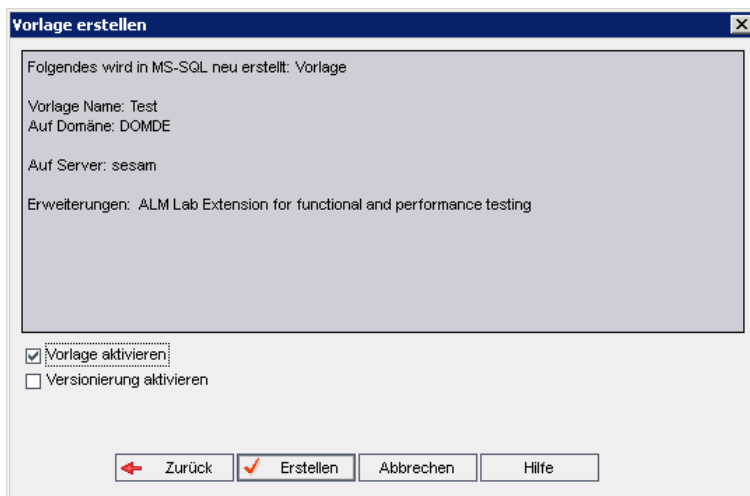 Vorlage erstellen
Folgendes wird in MS-SQL neu erstellt: Vorlage
Vorlage Name: Test
Auf Domäne: DOMDE
Auf Server: sesam
Erweiterungen:  ALM Lab Extension for functional and performance testing
Vorlage aktivieren
Versionierung aktivieren
Zurück
Erstellen
Abbrechen
Hilfe